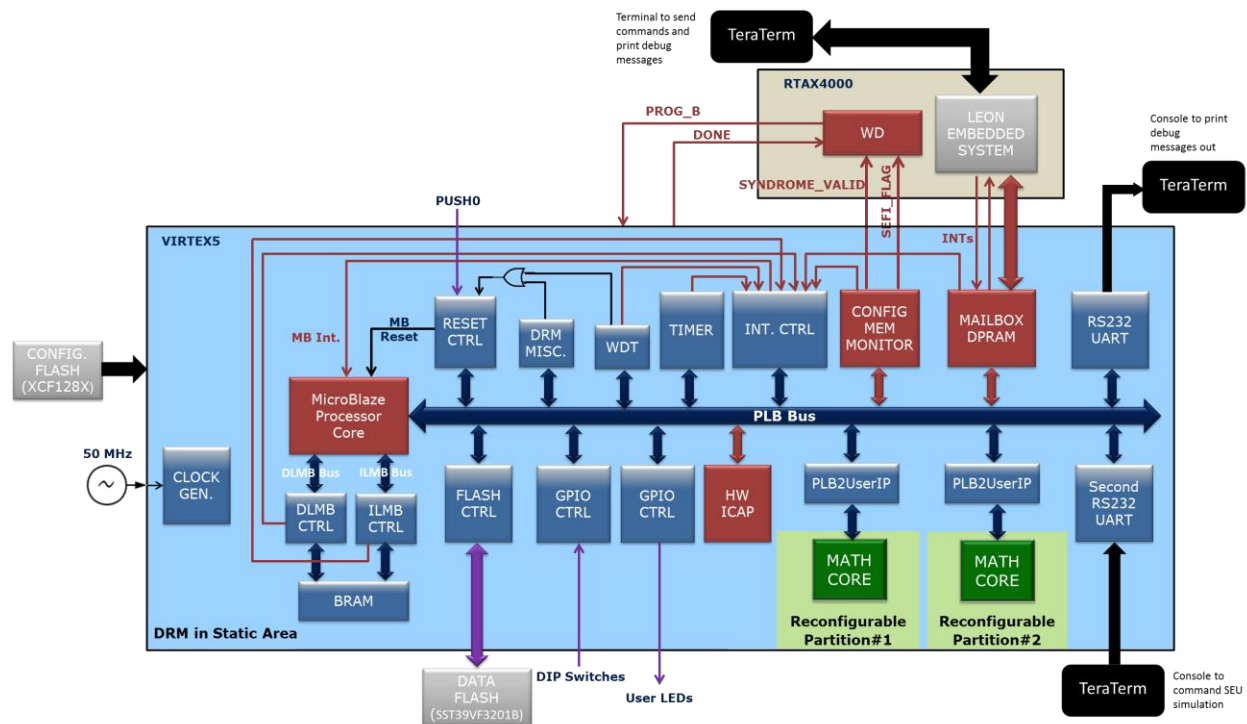 Terminal to send
commands and
print debug
messages
TeraTerm
RTAX4000
WD
LEON
EMBEDDED
SYSTEM
Console to print
debug
messages out
TeraTerm
PROG_B
DONE
SYNDROME_VALID
SEFI_FLAG
INTs
PUSH0
VIRTEX5
MB Int.
MB
Reset
RESET
CTRL
DRM
MISC.
WDT
TIMER
INT. CTRL
CONFIG
MEM
MONITOR
MAILBOX
DPRAM
RS232
UART
CONFIG.
FLASH
(XCF128X)
MicroBlaze
Processor
Core
PLB Bus
50 MHz
CLOCK
GEN.
DLMB Bus
ILMB Bus
DLMB
CTRL
ILMB
CTRL
BRAM
FLASH
CTRL
GPIO
CTRL
GPIO
CTRL
HW
ICAP
PLB2UserIP
PLB2UserIP
Second
RS232
UART
MATH
CORE
MATH
CORE
Reconfigurable
Partition#1
Reconfigurable
Partition#2
DRM in Static Area
DATA
FLASH
(SST39VF3201B)
DIP Switches
User LEDs
TeraTerm
Console to
command SEU
simulation